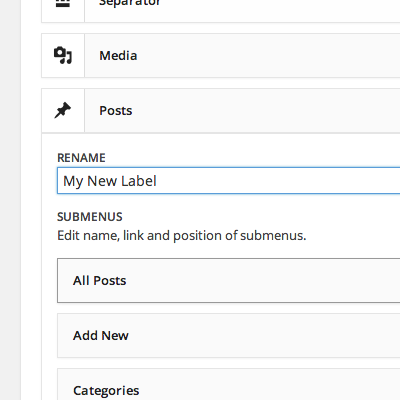 Separator
Media
Posts
RENAME
My New Label
SUBMENUS
Edit name, link and position of submenus.
All Posts
Add New
Categories